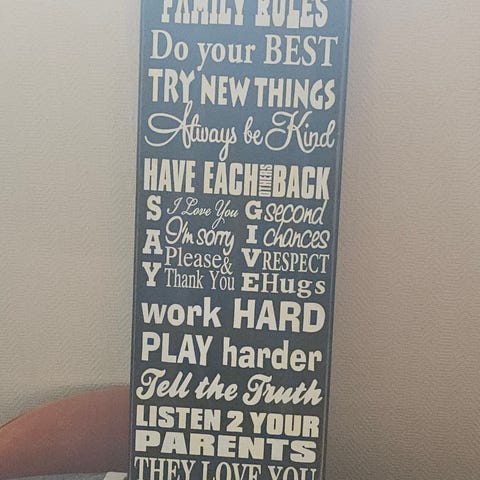 FAMILY RULES
Do your BEST
TRY NEW THINGS
Always be Kind
HAVE EACH OTHERS BACK
SAY
I Love You
I'm sorry
Please &
Thank You
GIVE
second
chances
RESPECT
Hugs
work HARD
PLAY harder
Tell the Truth
LISTEN 2 YOUR
PARENTS
THEY LOVE YOU